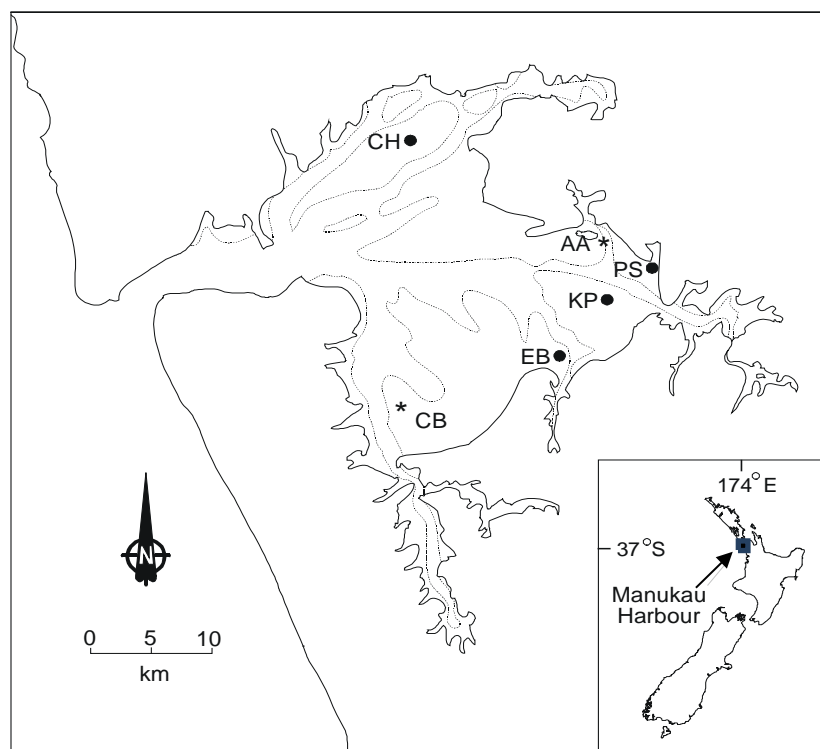 CH
AA *
PS
KP
EB
* CB
N
0 5 10
km
174°E
37°S
Manukau
Harbour